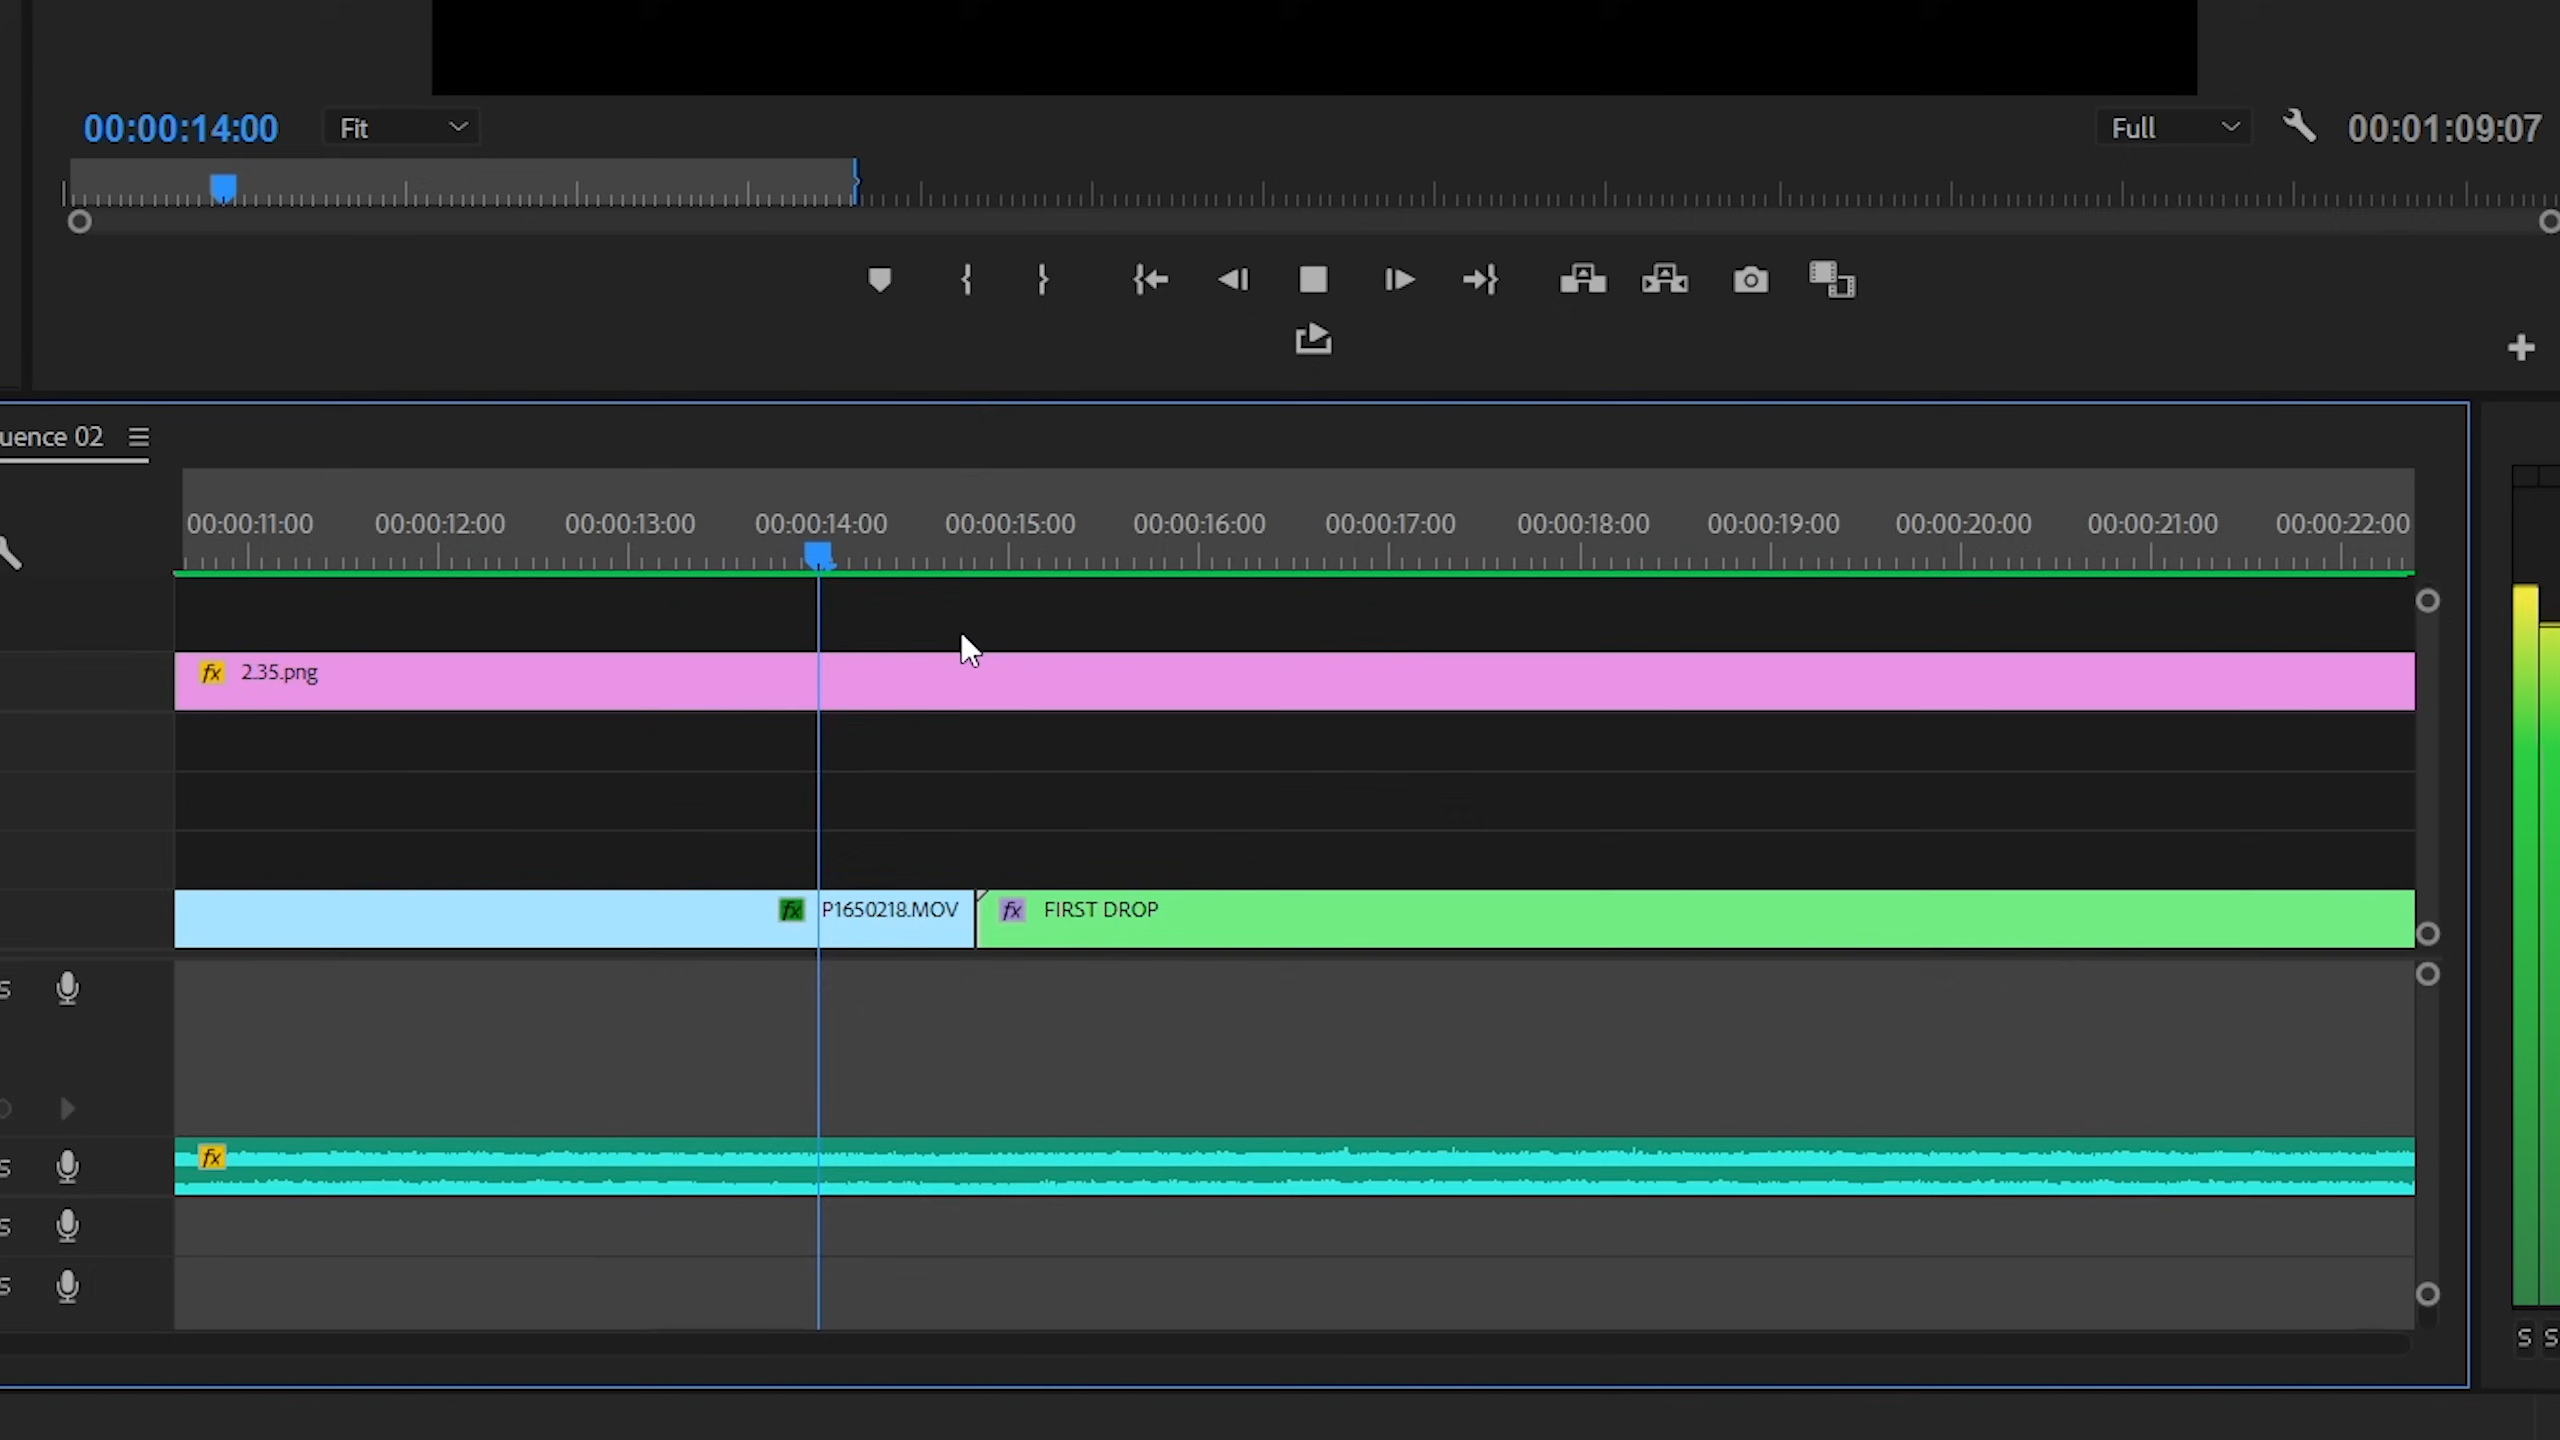 00:00:14:00 Fit Full 00:01:09:07
uence 02
00:00:11:00 00:00:12:00 00:00:13:00 00:00:14:00 00:00:15:00 00:00:16:00 00:00:17:00 00:00:18:00 00:00:19:00 00:00:20:00 00:00:21:00 00:00:22:00
fx 2.35.png
fx P1650218.MOV fx FIRST DROP
S
S fx
S
S
S S